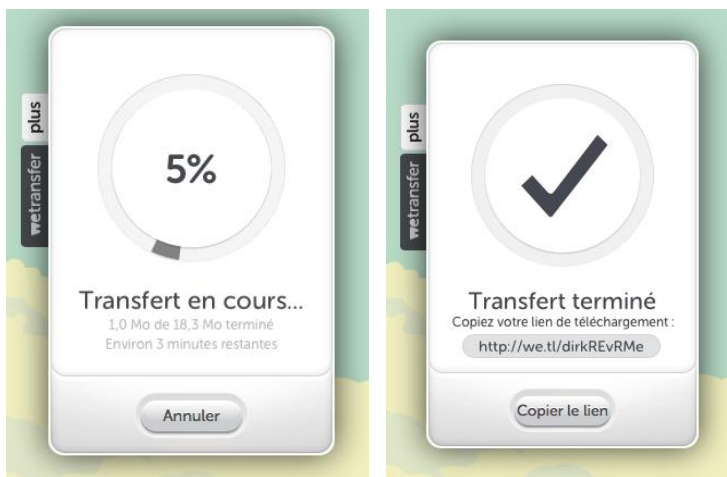 plus
wetransfer
5%
Transfert en cours...
1,0 Mo de 18,3 Mo terminé
Environ 3 minutes restantes
Annuler
plus
wetransfer
Transfert terminé
Copiez votre lien de téléchargement :
http://we.tl/dirkREvRMe
Copier le lien